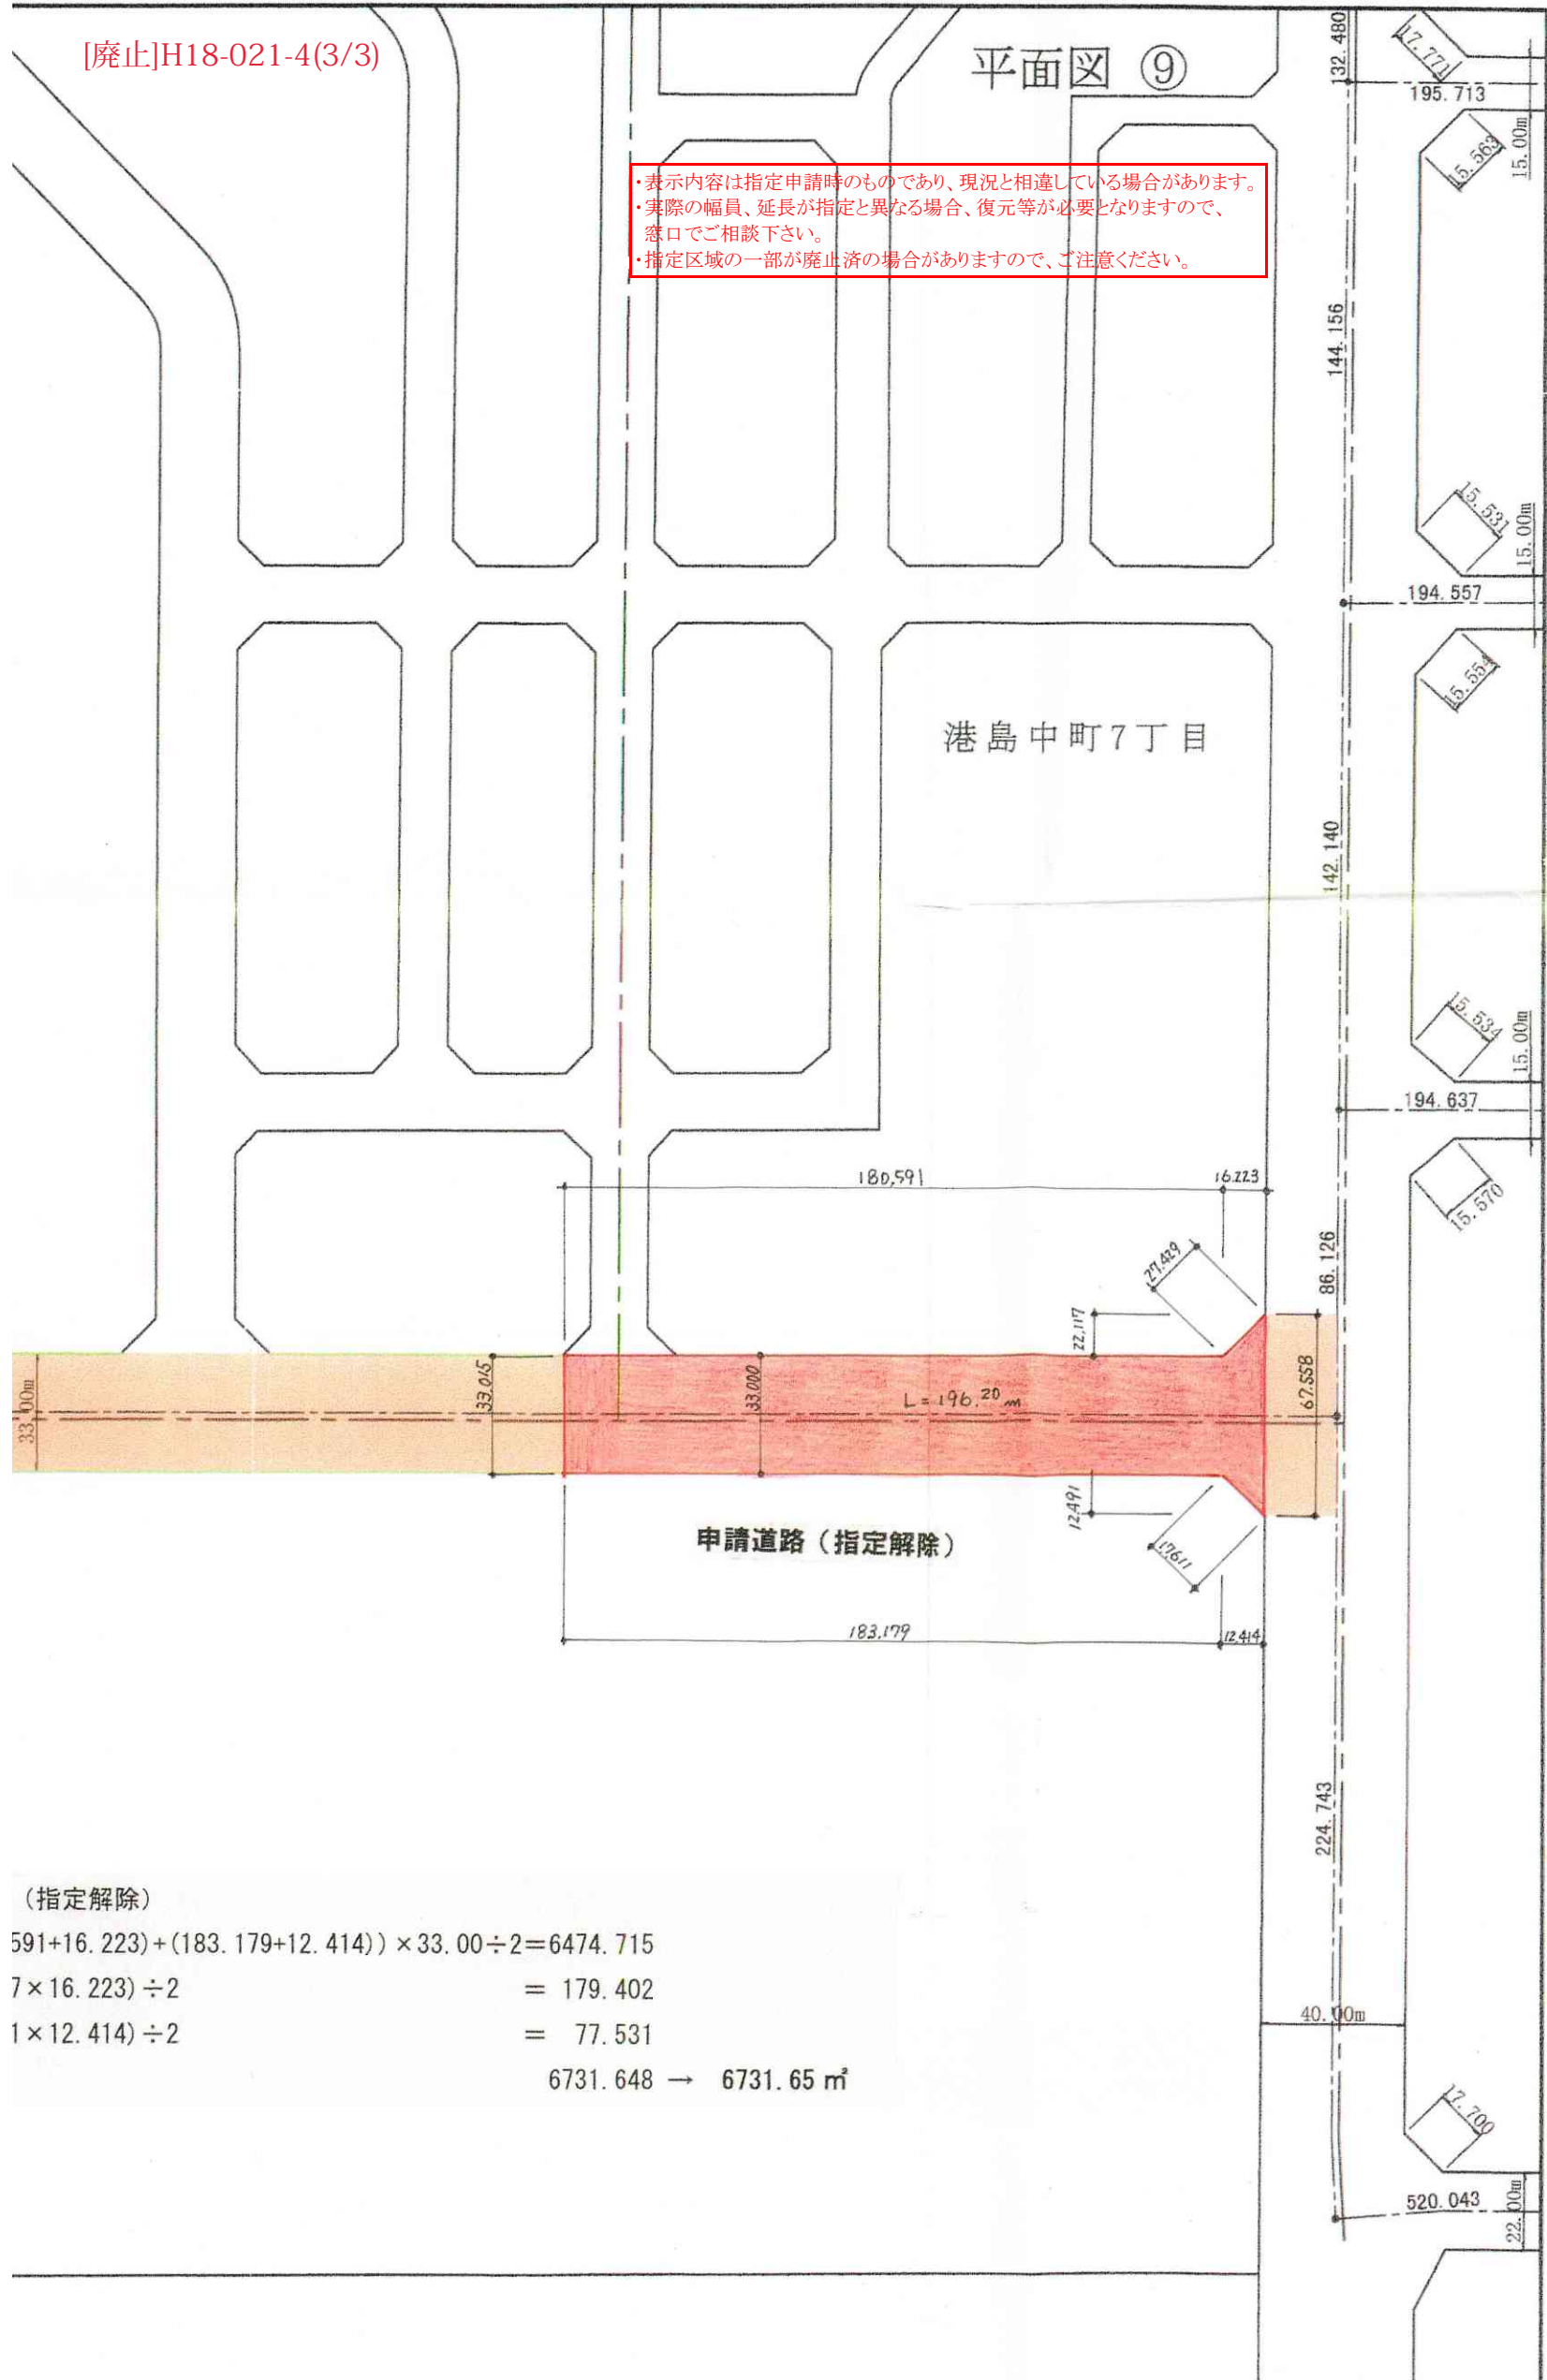 [廃止]H18-021-4(3/3)
平面図 ⑨
132.480
17.771
195.713
15.00m
15.563
・表示内容は指定申請時のものであり、現況と相違している場合があります。
・実際の幅員、延長が指定と異なる場合、復元等が必要となりますので、
窓口でご相談下さい。
・指定区域の一部が廃止済の場合がありますので、ご注意ください。
144.156
15.531
15.00m
194.557
15.554
港島中町7丁目
142.140
15.534
15.00m
194.637
15.570
180.591
16.223
86.126
27.429
22.117
33.00m
33.015
33.000
L=196.20m
67.558
12.491
17.611
申請道路（指定解除）
183.179
12.414
224.743
（指定解除）
591+16.223)+(183.179+12.414))×33.00÷2=6474.715
7×16.223)÷2 = 179.402
1×12.414)÷2 = 77.531
6731.648 → 6731.65 ㎡
40.00m
17.700
520.043
22.00m